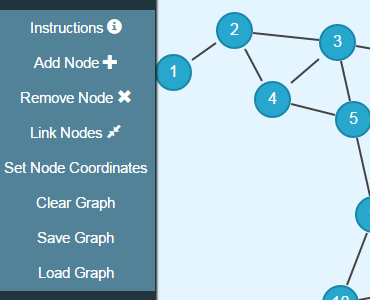 Instructions
Add Node
Remove Node
Link Nodes
Set Node Coordinates
Clear Graph
Save Graph
Load Graph
1
2
3
4
5